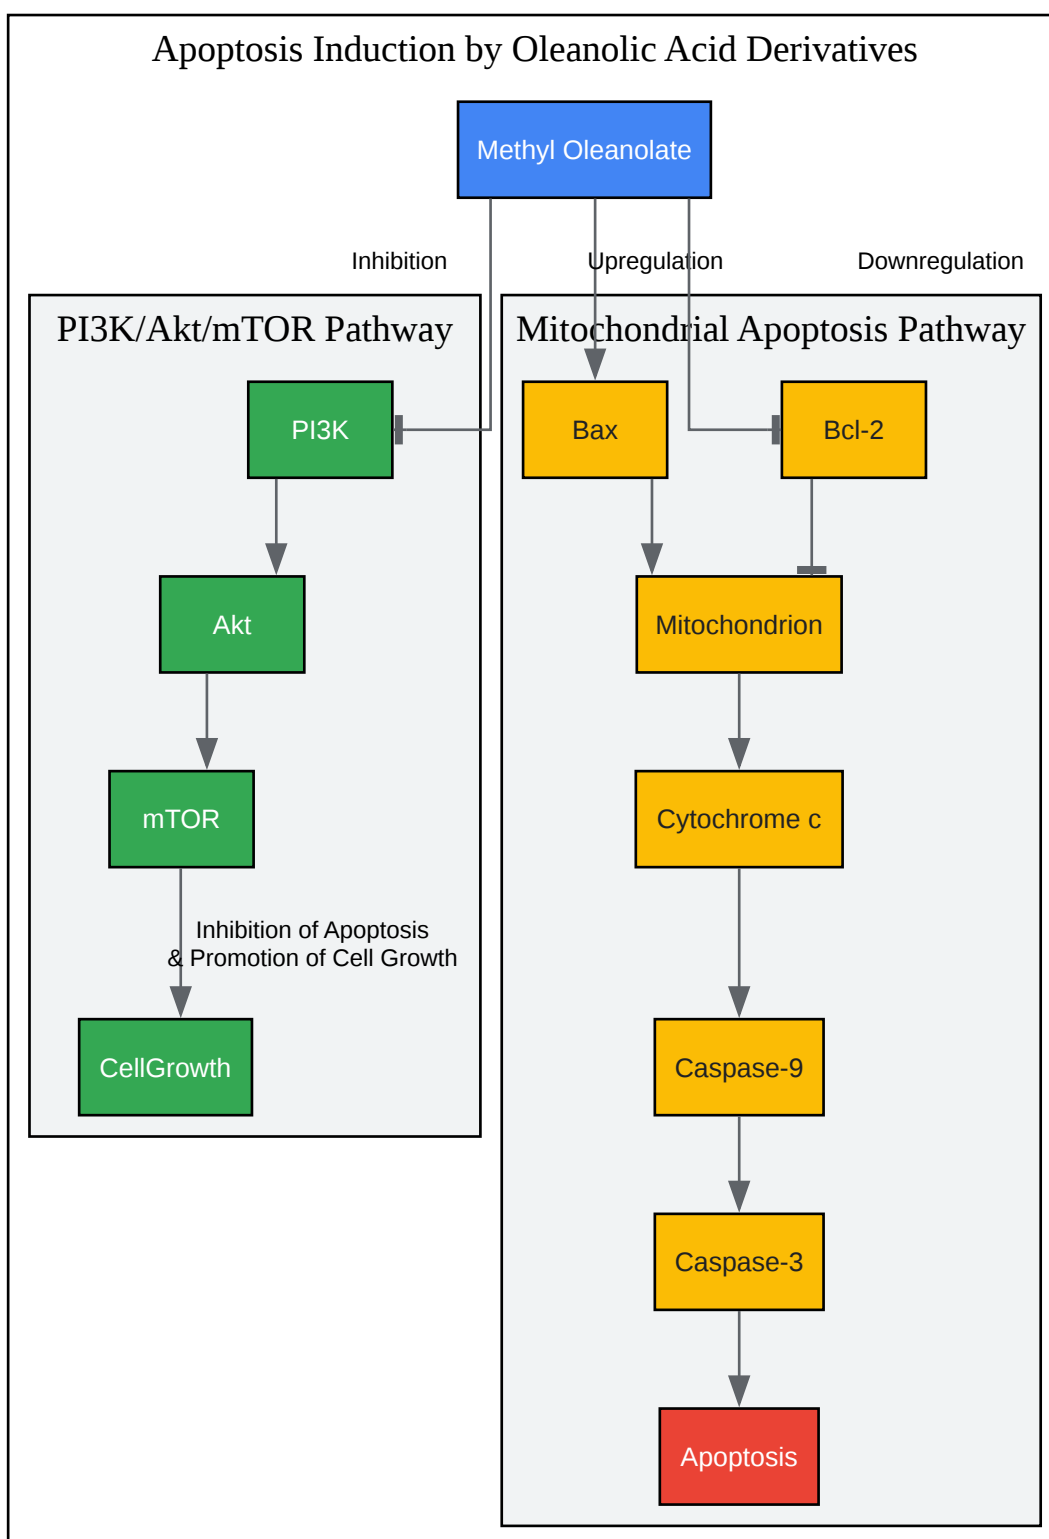 Apoptosis Induction by Oleanolic Acid Derivatives
Methyl Oleanolate
Inhibition
Upregulation
Downregulation
PI3K/Akt/mTOR Pathway
PI3K
Akt
mTOR
Inhibition of Apoptosis
& Promotion of Cell Growth
CellGrowth
Mitochondrial Apoptosis Pathway
Bax
Bcl-2
Mitochondrion
Cytochrome c
Caspase-9
Caspase-3
Apoptosis